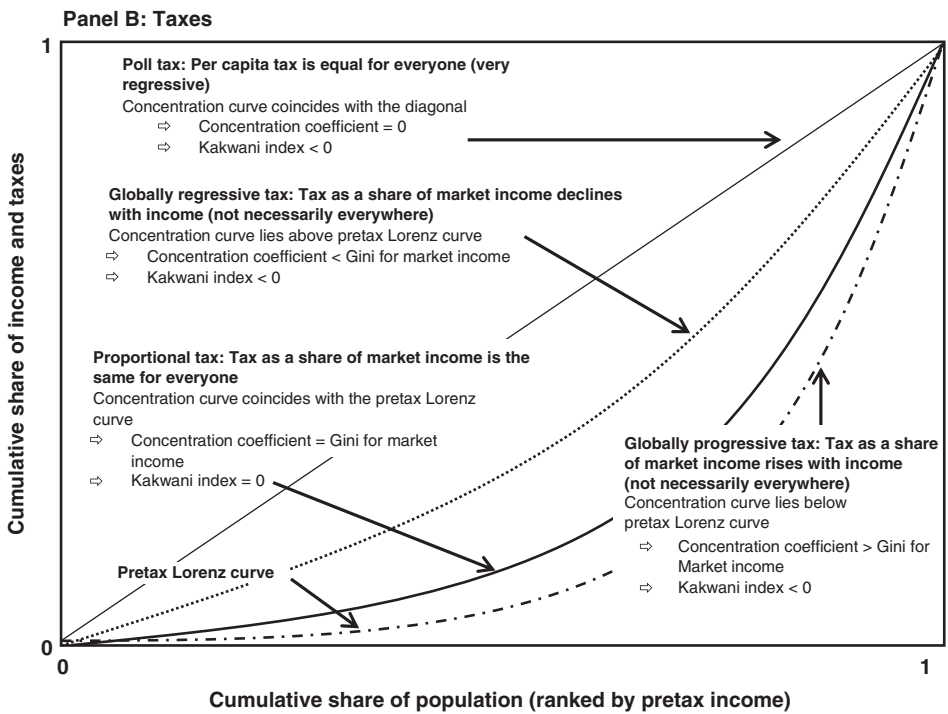 Panel B: Taxes
1
Poll tax: Per capita tax is equal for everyone (very
regressive)
Concentration curve coincides with the diagonal
⇨ Concentration coefficient = 0
⇨ Kakwani index < 0
Globally regressive tax: Tax as a share of market income declines
with income (not necessarily everywhere)
Concentration curve lies above pretax Lorenz curve
⇨ Concentration coefficient < Gini for market income
⇨ Kakwani index < 0
Proportional tax: Tax as a share of market income is the
same for everyone
Concentration curve coincides with the pretax Lorenz
curve
⇨ Concentration coefficient = Gini for market
income
⇨ Kakwani index = 0
Globally progressive tax: Tax as a share
of market income rises with income
(not necessarily everywhere)
Concentration curve lies below
pretax Lorenz curve
⇨ Concentration coefficient > Gini for
Market income
⇨ Kakwani index < 0
Pretax Lorenz curve
Cumulative share of income and taxes
0
0
1
Cumulative share of population (ranked by pretax income)